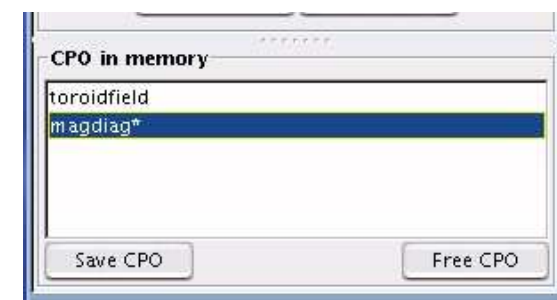 CPO in memory
toroidfield
magdiag*
Save CPO Free CPO